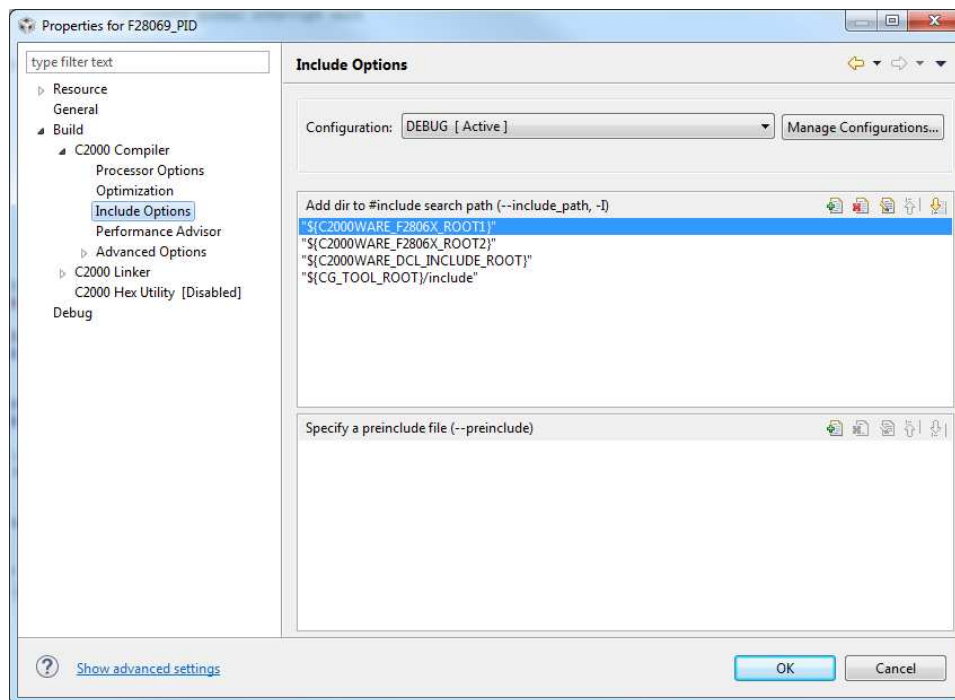 Properties for F28069_PID
type filter text
Resource
General
Build
C2000 Compiler
Processor Options
Optimization
Include Options
Performance Advisor
Advanced Options
C2000 Linker
C2000 Hex Utility [Disabled]
Debug
Include Options
Configuration: DEBUG [ Active ]
Manage Configurations...
Add dir to #include search path (--include_path, -I)
"${C2000WARE_F2806X_ROOT1}"
"${C2000WARE_F2806X_ROOT2}"
"${C2000WARE_DCL_INCLUDE_ROOT}"
"${CG_TOOL_ROOT}/include"
Specify a preinclude file (--preinclude)
Show advanced settings
OK
Cancel